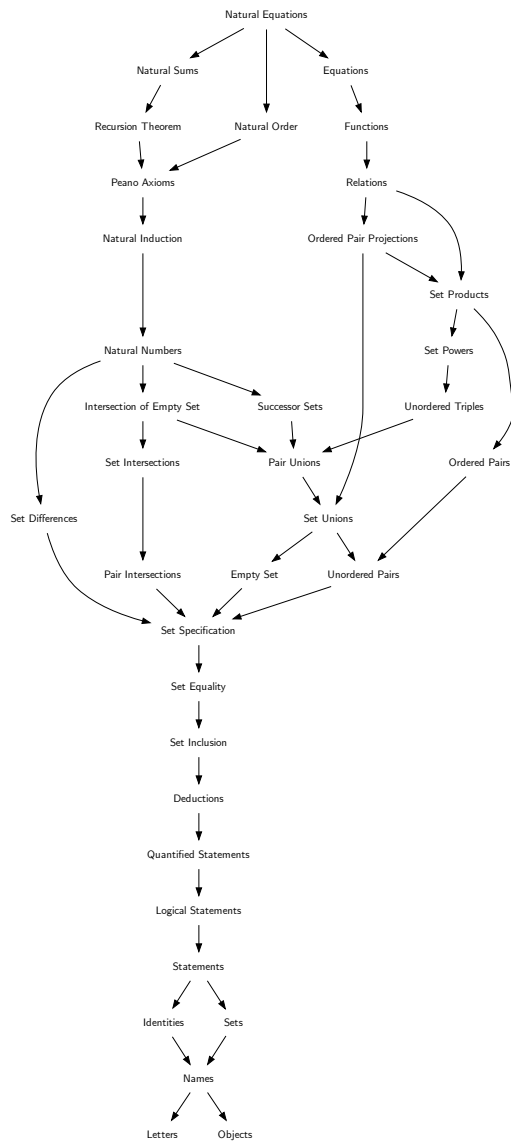 Natural Equations
Natural Sums
Equations
Recursion Theorem
Natural Order
Functions
Peano Axioms
Relations
Natural Induction
Ordered Pair Projections
Set Products
Natural Numbers
Set Powers
Intersection of Empty Set
Successor Sets
Unordered Triples
Set Intersections
Pair Unions
Ordered Pairs
Set Differences
Set Unions
Pair Intersections
Empty Set
Unordered Pairs
Set Specification
Set Equality
Set Inclusion
Deductions
Quantified Statements
Logical Statements
Statements
Identities
Sets
Names
Letters
Objects